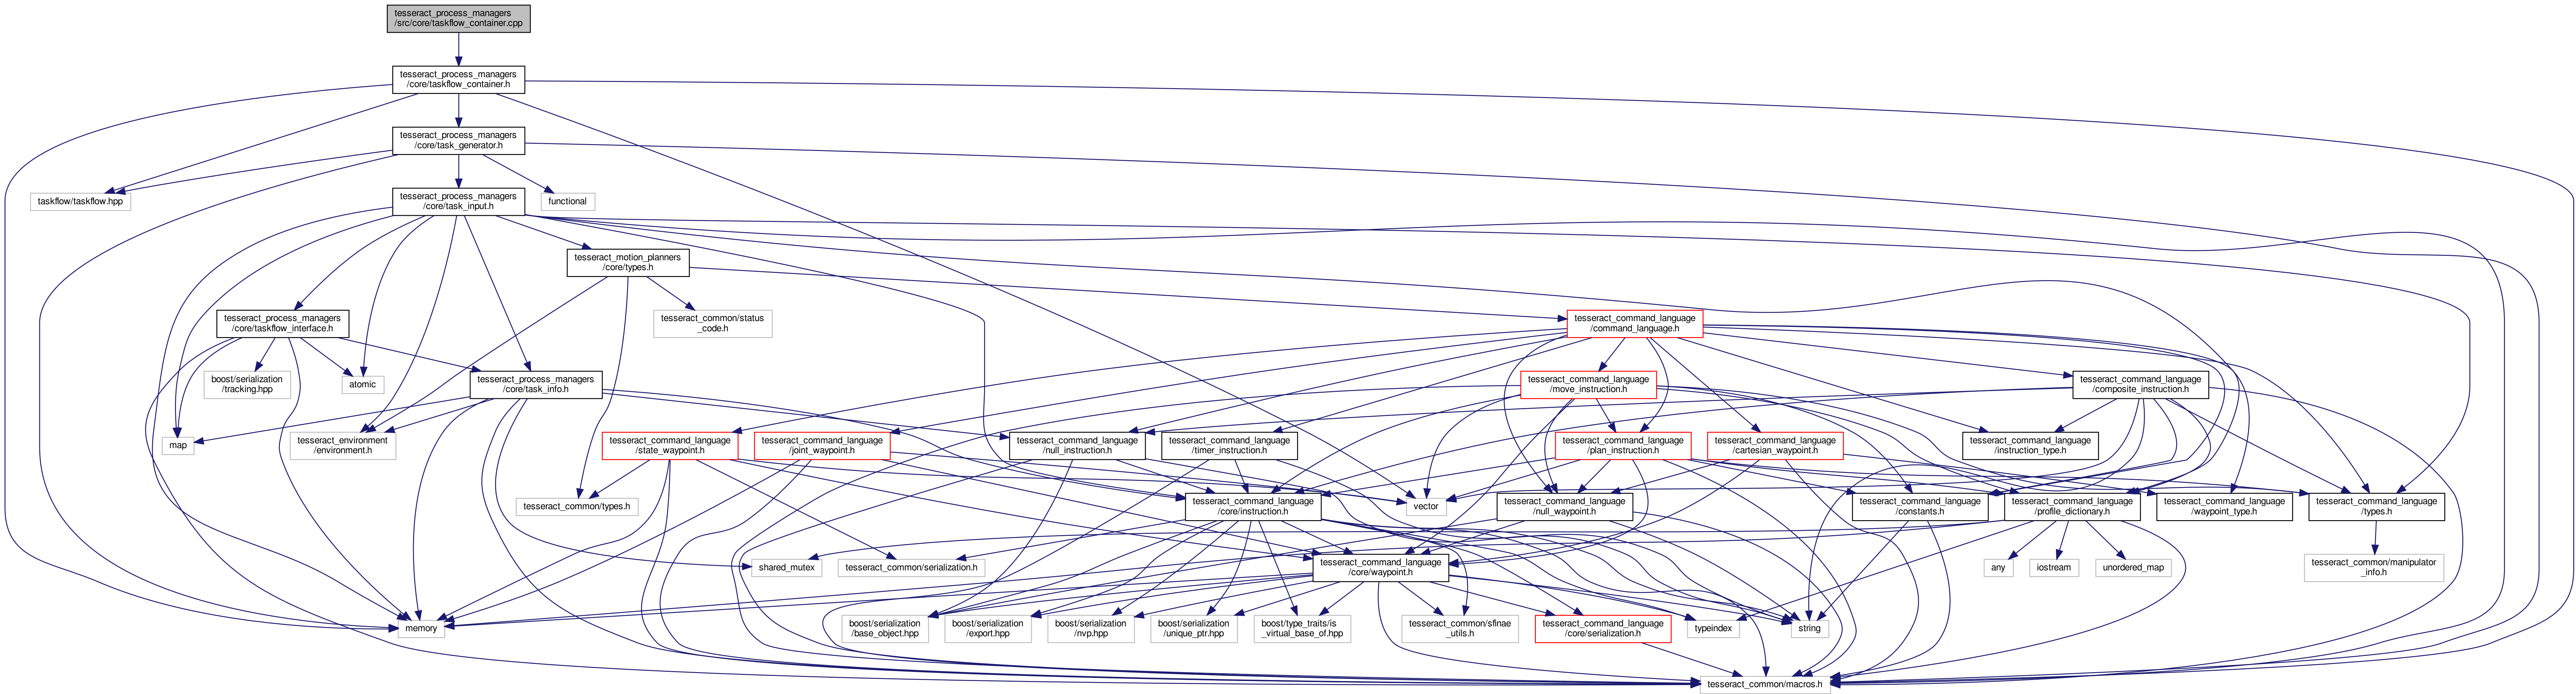 tesseract_process_managers
/src/core/taskflow_container.cpp
tesseract_process_managers
/core/taskflow_container.h
tesseract_process_managers
/core/task_generator.h
taskflow/taskflow.hpp
tesseract_process_managers
/core/task_input.h
functional
tesseract_motion_planners
/core/types.h
tesseract_process_managers
/core/taskflow_interface.h
tesseract_common/status
_code.h
tesseract_command_language
/command_language.h
boost/serialization
/tracking.hpp
atomic
tesseract_process_managers
/core/task_info.h
tesseract_command_language
/move_instruction.h
tesseract_command_language
/composite_instruction.h
map
tesseract_environment
/environment.h
tesseract_command_language
/state_waypoint.h
tesseract_command_language
/joint_waypoint.h
tesseract_command_language
/null_instruction.h
tesseract_command_language
/timer_instruction.h
tesseract_command_language
/plan_instruction.h
tesseract_command_language
/cartesian_waypoint.h
tesseract_command_language
/instruction_type.h
tesseract_common/types.h
tesseract_command_language
/core/instruction.h
vector
tesseract_command_language
/null_waypoint.h
tesseract_command_language
/constants.h
tesseract_command_language
/profile_dictionary.h
tesseract_command_language
/waypoint_type.h
tesseract_command_language
/types.h
shared_mutex
tesseract_common/serialization.h
tesseract_command_language
/core/waypoint.h
any
iostream
unordered_map
tesseract_common/manipulator
_info.h
memory
boost/serialization
/base_object.hpp
boost/serialization
/export.hpp
boost/serialization
/nvp.hpp
boost/serialization
/unique_ptr.hpp
boost/type_traits/is
_virtual_base_of.hpp
tesseract_common/sfinae
_utils.h
tesseract_command_language
/core/serialization.h
typeindex
string
tesseract_common/macros.h